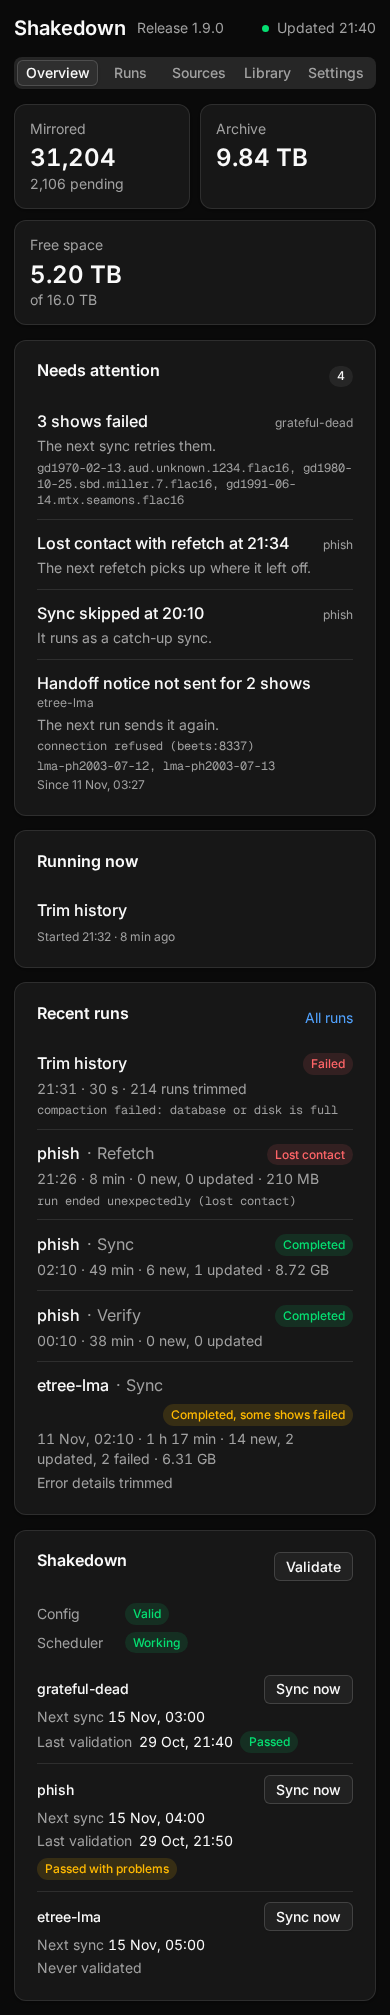 Shakedown Release 1.9.0 Updated 21:40
Overview Runs Sources Library Settings
Mirrored
31,204
2,106 pending
Archive
9.84 TB
Free space
5.20 TB
of 16.0 TB
Needs attention 4
3 shows failed grateful-dead
The next sync retries them.
gd1970-02-13.aud.unknown.1234.flac16, gd1980-
10-25.sbd.miller.7.flac16, gd1991-06-
14.mtx.seamons.flac16
Lost contact with refetch at 21:34 phish
The next refetch picks up where it left off.
Sync skipped at 20:10 phish
It runs as a catch-up sync.
Handoff notice not sent for 2 shows
etree-lma
The next run sends it again.
connection refused (beets:8337)
lma-ph2003-07-12, lma-ph2003-07-13
Since 11 Nov, 03:27
Running now
Trim history
Started 21:32 · 8 min ago
Recent runs All runs
Trim history Failed
21:31 · 30 s · 214 runs trimmed
compaction failed: database or disk is full
phish · Refetch Lost contact
21:26 · 8 min · 0 new, 0 updated · 210 MB
run ended unexpectedly (lost contact)
phish · Sync Completed
02:10 · 49 min · 6 new, 1 updated · 8.72 GB
phish · Verify Completed
00:10 · 38 min · 0 new, 0 updated
etree-lma · Sync
Completed, some shows failed
11 Nov, 02:10 · 1 h 17 min · 14 new, 2
updated, 2 failed · 6.31 GB
Error details trimmed
Shakedown Validate
Config Valid
Scheduler Working
grateful-dead Sync now
Next sync 15 Nov, 03:00
Last validation 29 Oct, 21:40 Passed
phish Sync now
Next sync 15 Nov, 04:00
Last validation 29 Oct, 21:50
Passed with problems
etree-lma Sync now
Next sync 15 Nov, 05:00
Never validated